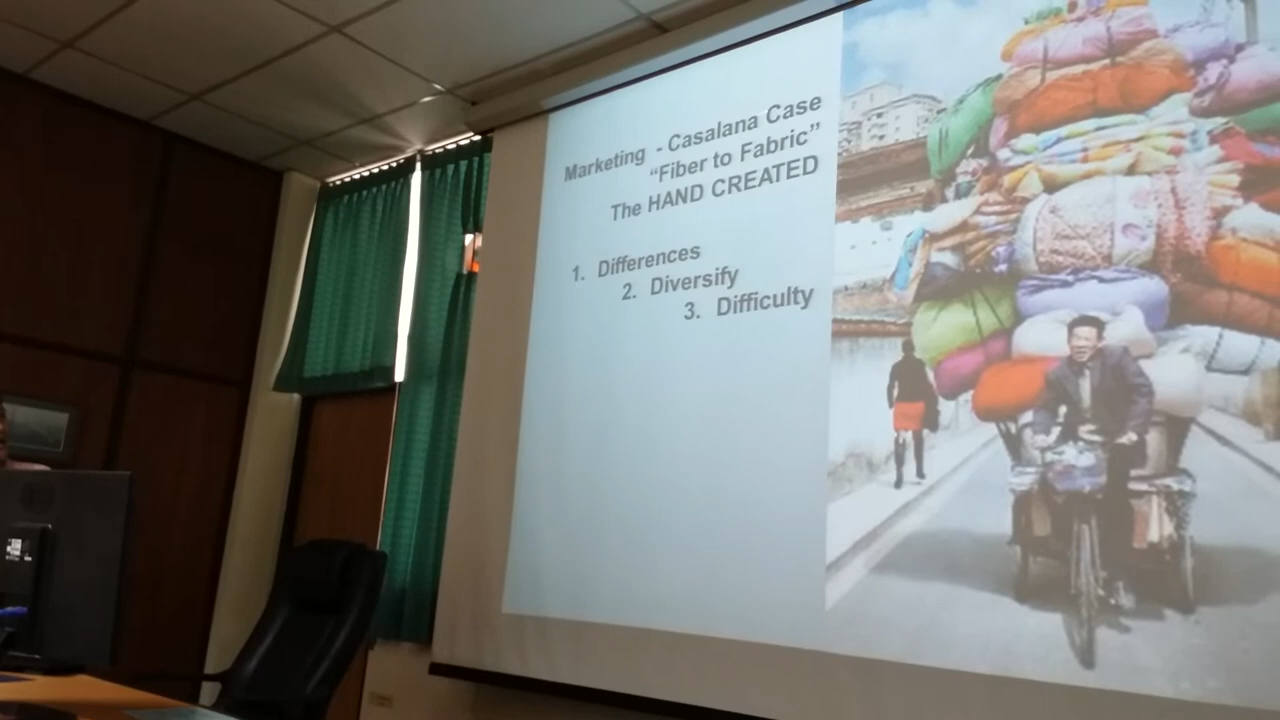 Marketing - Casalana Case
“Fiber to Fabric”
The HAND CREATED
1. Differences
2. Diversify
3. Difficulty